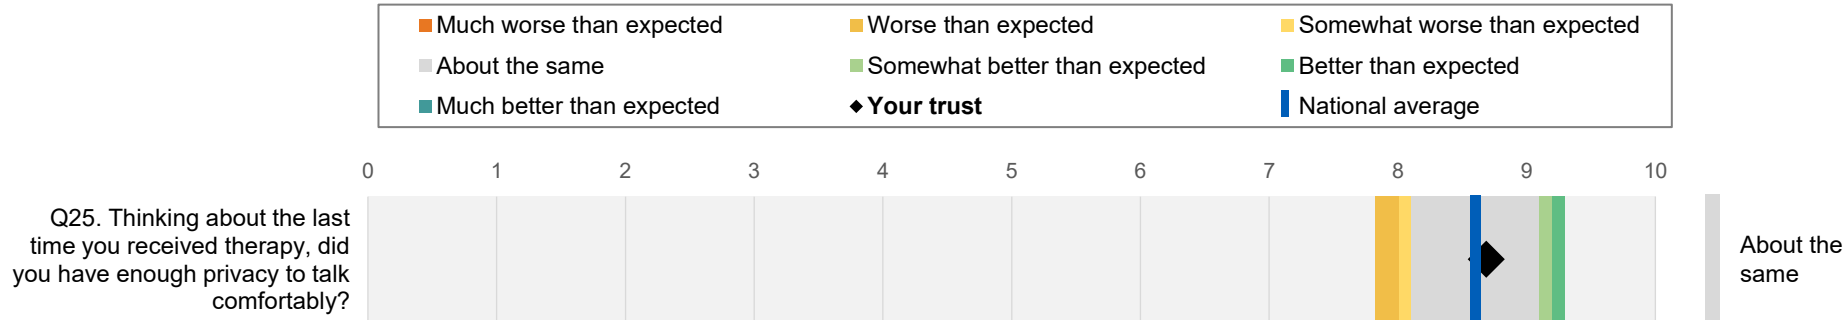 Much worse than expected
Worse than expected
Somewhat worse than expected
About the same
Somewhat better than expected
Better than expected
Much better than expected
Your trust
National average
0 1 2 3 4 5 6 7 8 9 10
Q25. Thinking about the last
time you received therapy, did
you have enough privacy to talk
comfortably?
About the
same